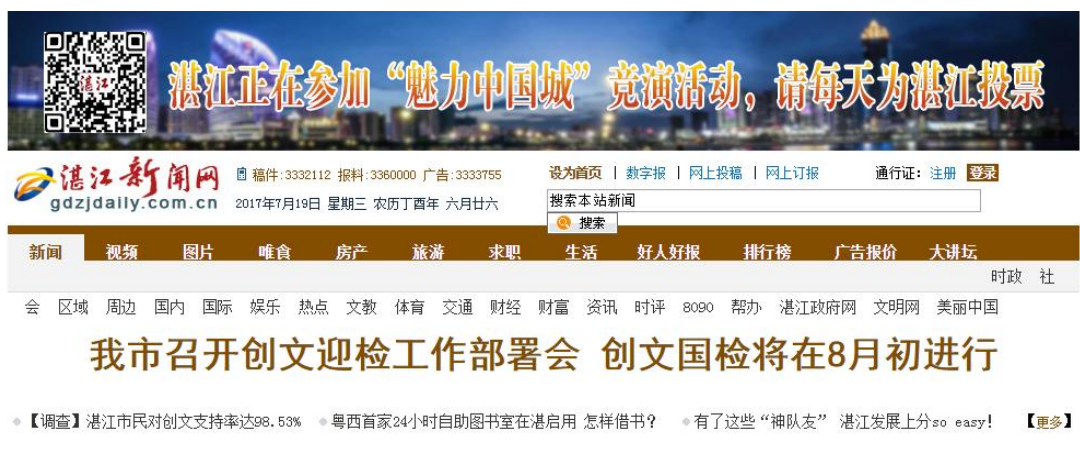 湛江正在参加“魅力中国城”竞演活动，请每天为湛江投票
湛江
湛江新闻网
gdzjdaily.com.cn
稿件:3332112 报料:3360000 广告:3333755
2017年7月19日 星期三 农历丁酉年 六月廿六
设为首页 | 数字报 | 网上投稿 | 网上订报
通行证：注册 登录
搜索本站新闻
搜索
新闻 视频 图片 唯食 房产 旅游 求职 生活 好人好报 排行榜 广告报价 大讲坛
时政 社
会 区域 周边 国内 国际 娱乐 热点 文教 体育 交通 财经 财富 资讯 时评 8090 帮办 湛江政府网 文明网 美丽中国
我市召开创文迎检工作部署会 创文国检将在8月初进行
【调查】湛江市民对创文支持率达98.53% 粤西首家24小时自助图书室在湛启用 怎样借书？ 有了这些“神队友” 湛江发展上分so easy! 【更多】